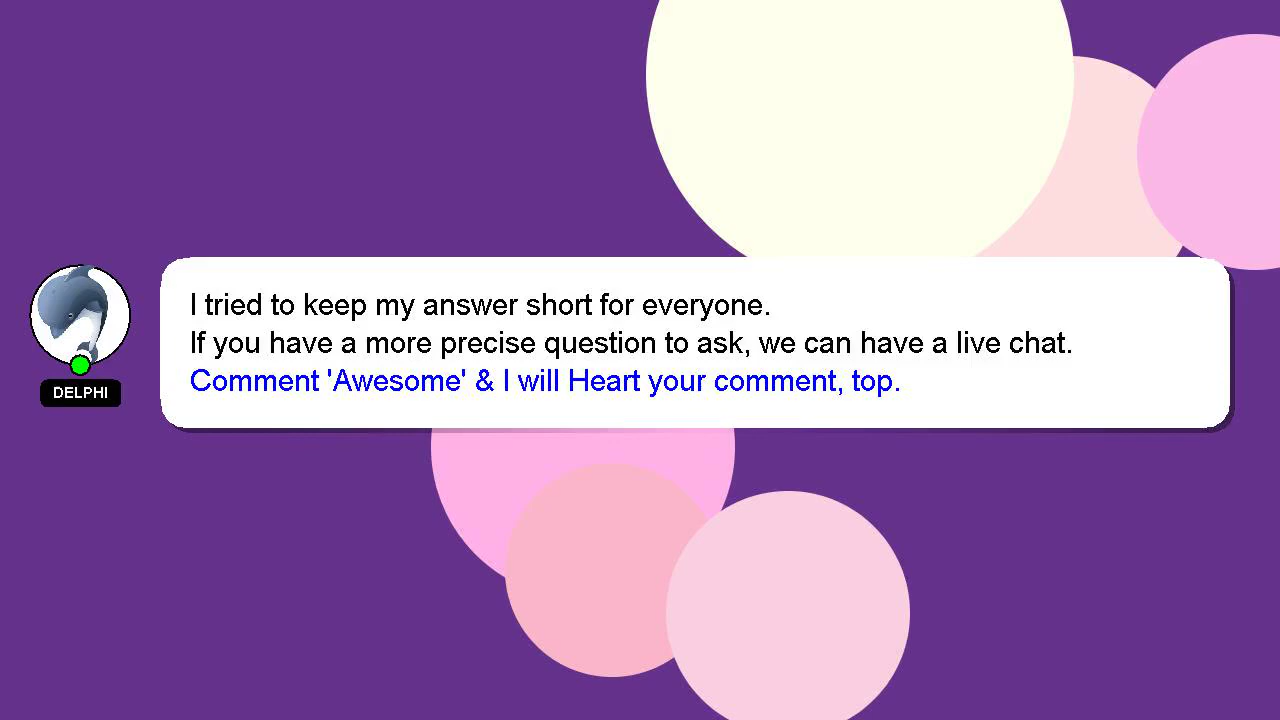 I tried to keep my answer short for everyone.
If you have a more precise question to ask, we can have a live chat.
Comment 'Awesome' & I will Heart your comment, top.
DELPHI